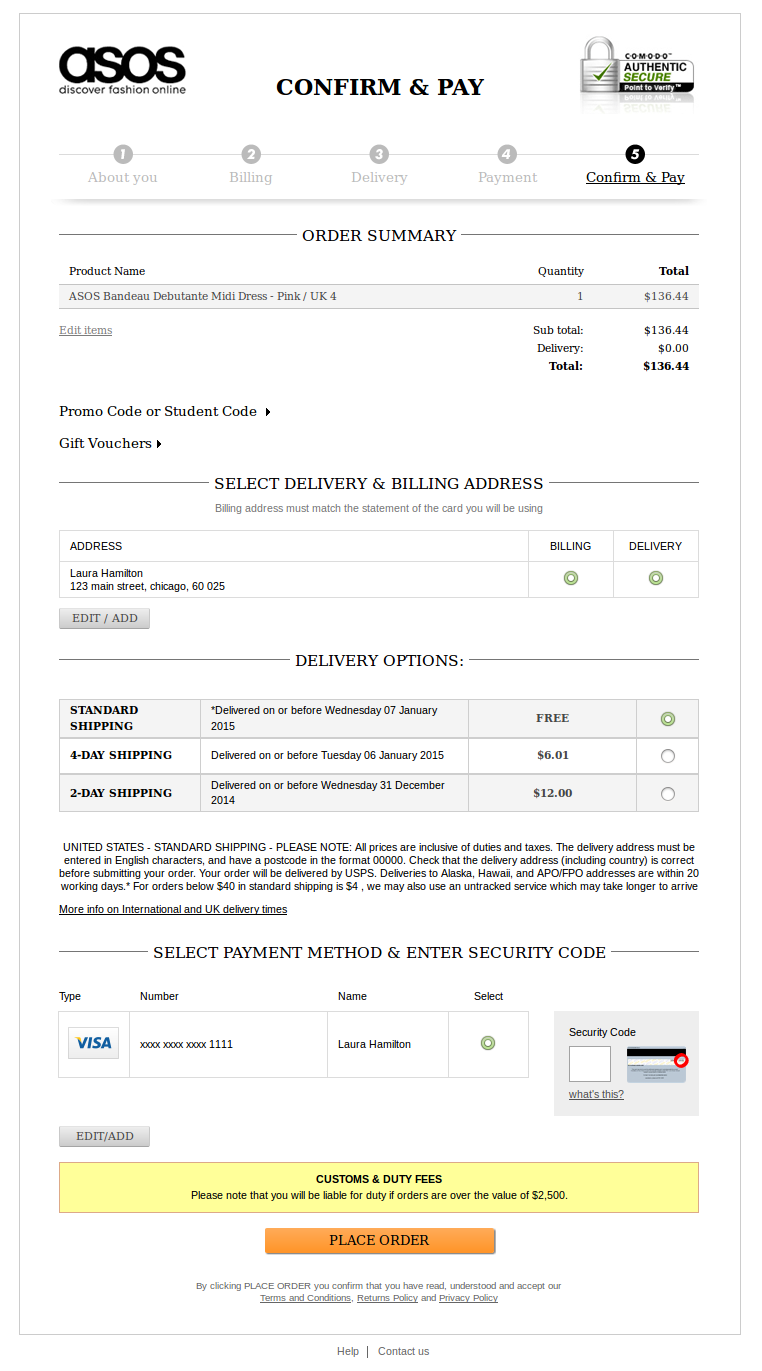 asos
discover fashion online
CONFIRM & PAY
COMODO™
AUTHENTIC
SECURE
Point to Verify™
1 2 3 4 5
About you Billing Delivery Payment Confirm & Pay
ORDER SUMMARY
Product Name Quantity Total
ASOS Bandeau Debutante Midi Dress - Pink / UK 4 1 $136.44
Edit items Sub total: $136.44
Delivery: $0.00
Total: $136.44
Promo Code or Student Code
Gift Vouchers
SELECT DELIVERY & BILLING ADDRESS
Billing address must match the statement of the card you will be using
ADDRESS BILLING DELIVERY
Laura Hamilton
123 main street, chicago, 60 025
EDIT / ADD
DELIVERY OPTIONS:
STANDARD SHIPPING *Delivered on or before Wednesday 07 January 2015 FREE
4-DAY SHIPPING Delivered on or before Tuesday 06 January 2015 $6.01
2-DAY SHIPPING Delivered on or before Wednesday 31 December 2014 $12.00
UNITED STATES - STANDARD SHIPPING - PLEASE NOTE: All prices are inclusive of duties and taxes. The delivery address must be
entered in English characters, and have a postcode in the format 00000. Check that the delivery address (including country) is correct
before submitting your order. Your order will be delivered by USPS. Deliveries to Alaska, Hawaii, and APO/FPO addresses are within 20
working days.* For orders below $40 in standard shipping is $4 , we may also use an untracked service which may take longer to arrive
More info on International and UK delivery times
SELECT PAYMENT METHOD & ENTER SECURITY CODE
Type Number Name Select
Security Code
VISA xxxx xxxx xxxx 1111 Laura Hamilton
what's this?
EDIT/ADD
CUSTOMS & DUTY FEES
Please note that you will be liable for duty if orders are over the value of $2,500.
PLACE ORDER
By clicking PLACE ORDER you confirm that you have read, understood and accept our
Terms and Conditions, Returns Policy and Privacy Policy
Help | Contact us